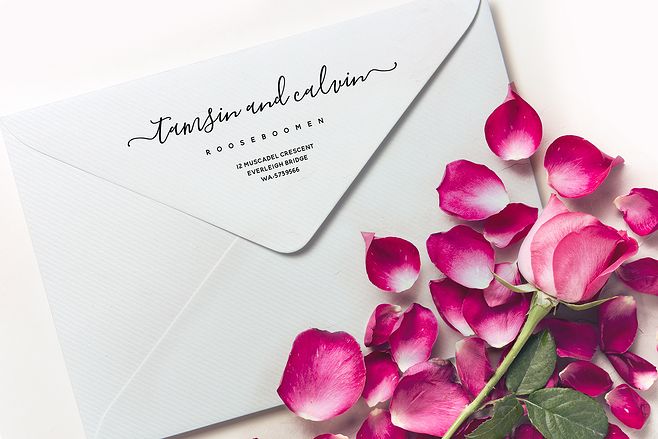 tamsin and calvin
ROOSEBOOMEN
12 MUSCADEL CRESCENT
EVERLEIGH BRIDGE
WA-5739566